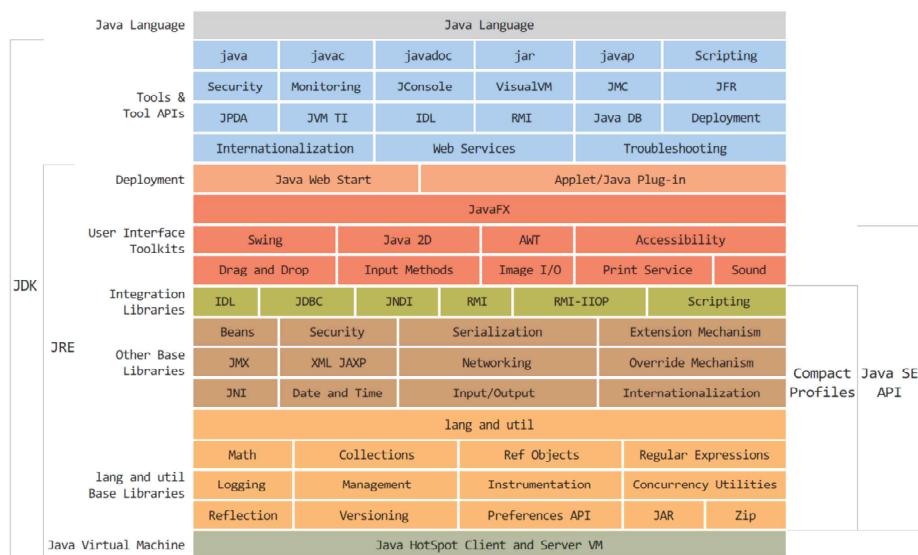 Java Language Java Language
java javac javadoc jar javap Scripting
Security Monitoring JConsole VisualVM JMC JFR
Tools &
Tool APIs
JPDA JVM TI IDL RMI Java DB Deployment
Internationalization Web Services Troubleshooting
Deployment Java Web Start Applet/Java Plug-in
JavaFX
User Interface
Toolkits
Swing Java 2D AWT Accessibility
Drag and Drop Input Methods Image I/O Print Service Sound
JDK
Integration
Libraries
IDL JDBC JNDI RMI RMI-IIOP Scripting
Beans Security Serialization Extension Mechanism
JRE
Other Base
Libraries
JMX XML JAXP Networking Override Mechanism
Compact
Profiles
Java SE
API
JNI Date and Time Input/Output Internationalization
lang and util
Math Collections Ref Objects Regular Expressions
lang and util
Base Libraries
Logging Management Instrumentation Concurrency Utilities
Reflection Versioning Preferences API JAR Zip
Java Virtual Machine Java HotSpot Client and Server VM